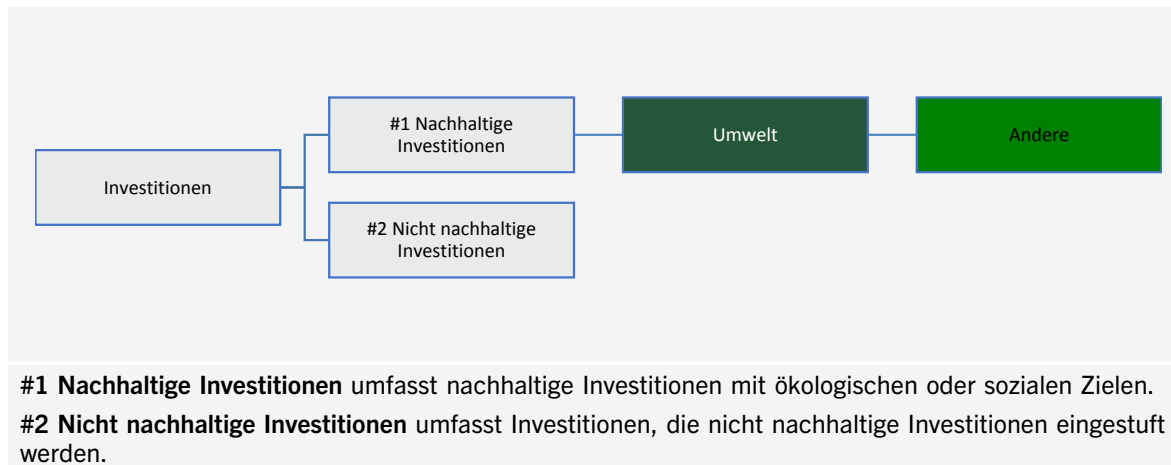 #1 Nachhaltige
Investitionen
Umwelt
Andere
Investitionen
#2 Nicht nachhaltige
Investitionen
#1 Nachhaltige Investitionen umfasst nachhaltige Investitionen mit ökologischen oder sozialen Zielen.
#2 Nicht nachhaltige Investitionen umfasst Investitionen, die nicht nachhaltige Investitionen eingestuft
werden.